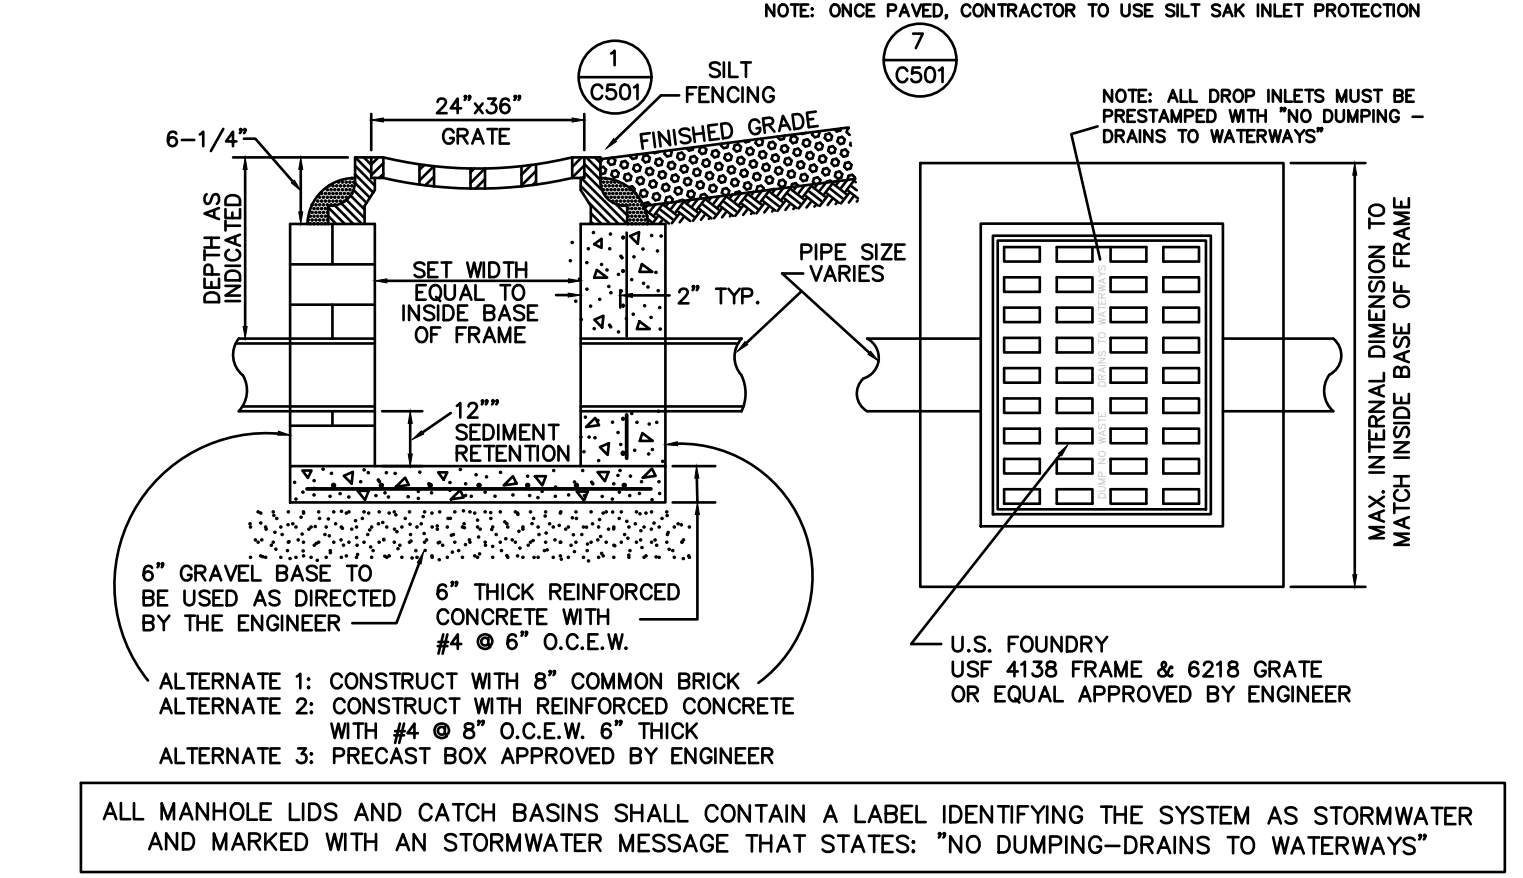 NOTE: ONCE PAVED, CONTRACTOR TO USE SILT SAK INLET PROTECTION
1
C501
7
C501
SILT
FENCING
24"x36"
GRATE
6-1/4"
FINISHED GRADE
DEPTH AS
INDICATED
SET WIDTH
EQUAL TO
INSIDE BASE
OF FRAME
2" TYP.
PIPE SIZE
VARIES
12""
SEDIMENT
RETENTION
6" GRAVEL BASE TO
BE USED AS DIRECTED
BY THE ENGINEER
6" THICK REINFORCED
CONCRETE WITH
#4 @ 6" O.C.E.W.
ALTERNATE 1: CONSTRUCT WITH 8" COMMON BRICK
ALTERNATE 2: CONSTRUCT WITH REINFORCED CONCRETE
WITH #4 @ 8" O.C.E.W. 6" THICK
ALTERNATE 3: PRECAST BOX APPROVED BY ENGINEER
NOTE: ALL DROP INLETS MUST BE
PRESTAMPED WITH "NO DUMPING -
DRAINS TO WATERWAYS"
DUMP NO WASTE DRAINS TO WATERWAYS
MAX. INTERNAL DIMENSION TO
MATCH INSIDE BASE OF FRAME
U.S. FOUNDRY
USF 4138 FRAME & 6218 GRATE
OR EQUAL APPROVED BY ENGINEER
ALL MANHOLE LIDS AND CATCH BASINS SHALL CONTAIN A LABEL IDENTIFYING THE SYSTEM AS STORMWATER
AND MARKED WITH AN STORMWATER MESSAGE THAT STATES: "NO DUMPING-DRAINS TO WATERWAYS"